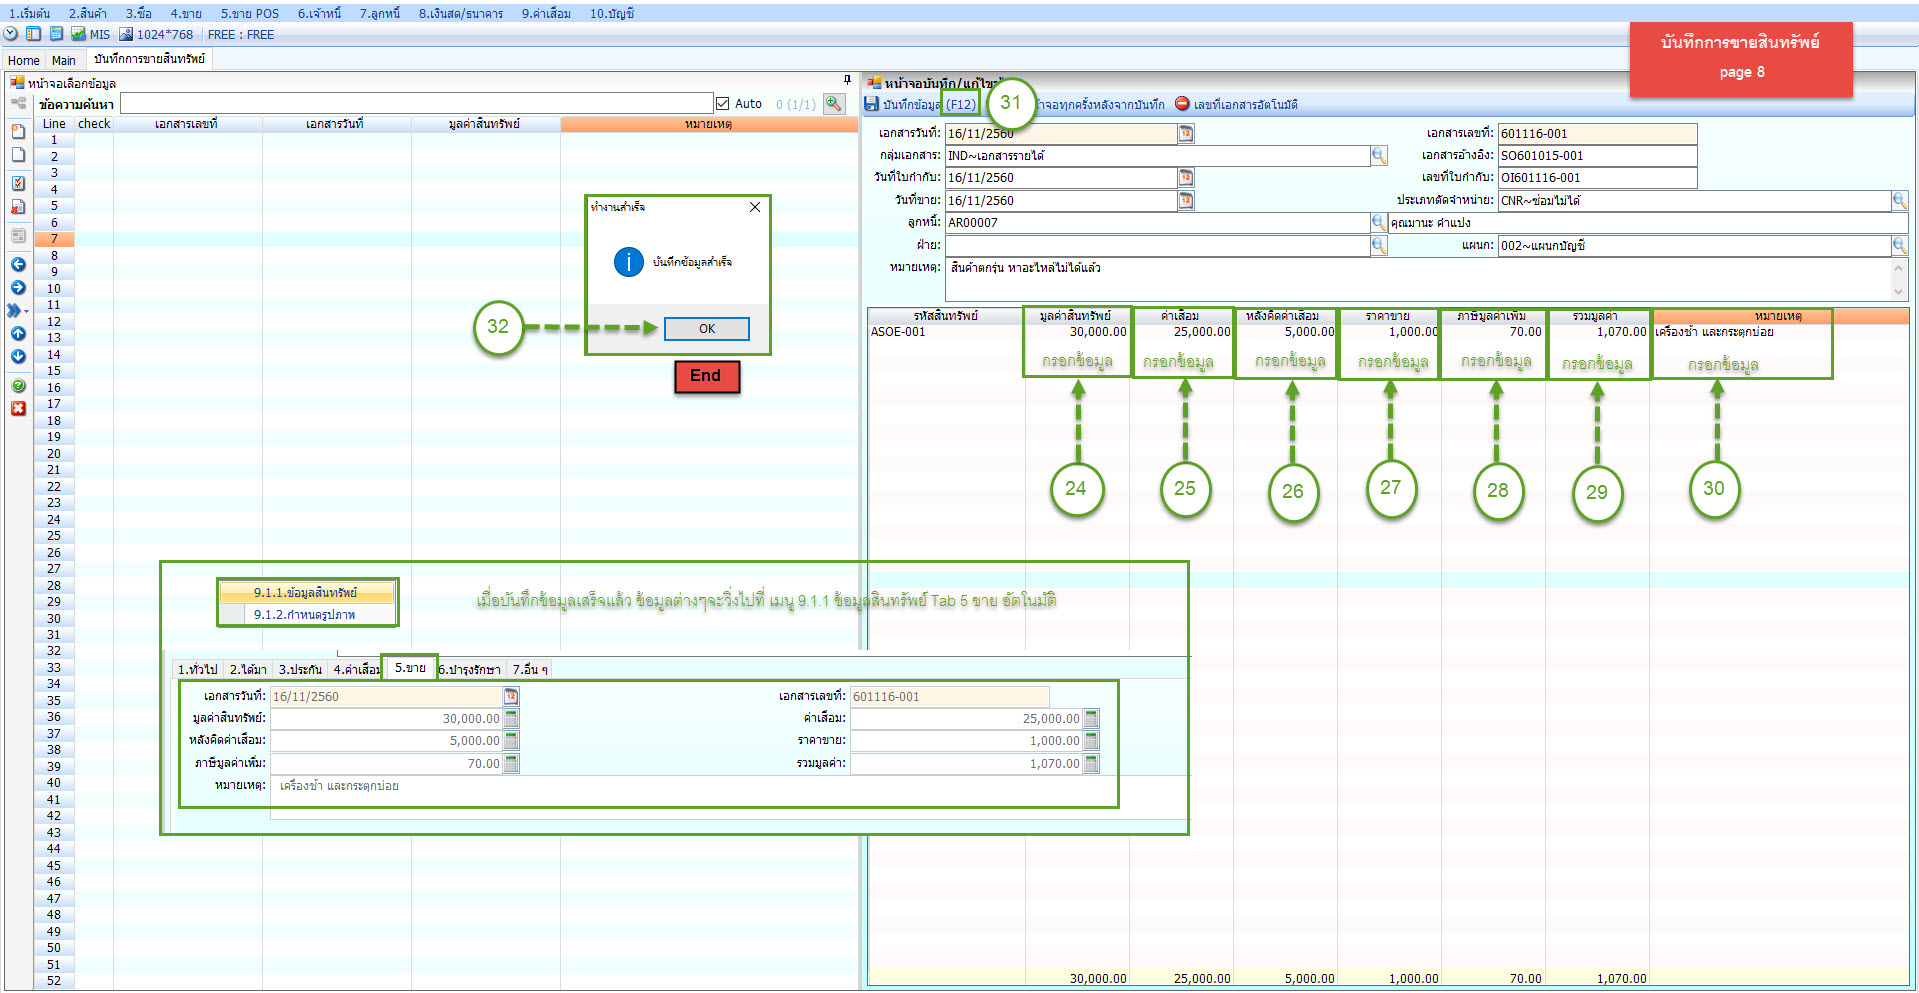 1.เริ่มต้น 2.สินค้า 3.ซื้อ 4.ขาย 5.ขาย POS 6.เจ้าหนี้ 7.ลูกหนี้ 8.เงินสด/ธนาคาร 9.ค่าเสื่อม 10.บัญชี
MIS 1024*768 FREE : FREE
บันทึกการขายสินทรัพย์
page 8
Home Main บันทึกการขายสินทรัพย์
หน้าจอเลือกข้อมูล
ข้อความค้นหา Auto 0 (1/1)
Line check เอกสารเลขที่ เอกสารวันที่ มูลค่าสินทรัพย์ หมายเหตุ
1
2
3
4
5
6
7
8
9
10
11
12
13
14
15
16
17
18
19
20
21
22
23
24
25
26
27
28
29
30
31
32
33
34
35
36
37
38
39
40
41
42
43
44
45
46
47
48
49
50
51
52
ทำงานสำเร็จ
i บันทึกข้อมูลสำเร็จ
OK
32
End
หน้าจอบันทึก/แก้ไข
บันทึกข้อมูล (F12) 31 จอทุกครั้งหลังจากบันทึก เลขที่เอกสารอัตโนมัติ
เอกสารวันที่: 16/11/2560 เอกสารเลขที่: 601116-001
กลุ่มเอกสาร: IND~เอกสารรายได้ เอกสารอ้างอิง: SO601015-001
วันที่ใบกำกับ: 16/11/2560 เลขที่ใบกำกับ: OI601116-001
วันที่ขาย: 16/11/2560 ประเภทตัดจำหน่าย: CNR~ซ่อมไม่ได้
ลูกหนี้: AR00007 คุณมานะ คำแปง
ฝ่าย: แผนก: 002~แผนกบัญชี
หมายเหตุ: สินค้าตกรุ่น หาอะไหล่ไม่ได้แล้ว
รหัสสินทรัพย์ มูลค่าสินทรัพย์ ค่าเสื่อม หลังคิดค่าเสื่อม ราคาขาย ภาษีมูลค่าเพิ่ม รวมมูลค่า หมายเหตุ
ASOE-001 30,000.00 25,000.00 5,000.00 1,000.00 70.00 1,070.00 เครื่องช้า และกระตุกบ่อย
กรอกข้อมูล กรอกข้อมูล กรอกข้อมูล กรอกข้อมูล กรอกข้อมูล กรอกข้อมูล กรอกข้อมูล
24 25 26 27 28 29 30
30,000.00 25,000.00 5,000.00 1,000.00 70.00 1,070.00
9.1.1.ข้อมูลสินทรัพย์
9.1.2.กำหนดรูปภาพ
เมื่อบันทึกข้อมูลเสร็จแล้ว ข้อมูลต่างๆจะวิ่งไปที่ เมนู 9.1.1 ข้อมูลสินทรัพย์ Tab 5 ขาย อัตโนมัติ
1.ทั่วไป 2.ได้มา 3.ประกัน 4.ค่าเสื่อม 5.ขาย 6.บำรุงรักษา 7.อื่น ๆ
เอกสารวันที่: 16/11/2560 เอกสารเลขที่: 601116-001
มูลค่าสินทรัพย์: 30,000.00 ค่าเสื่อม: 25,000.00
หลังคิดค่าเสื่อม: 5,000.00 ราคาขาย: 1,000.00
ภาษีมูลค่าเพิ่ม: 70.00 รวมมูลค่า: 1,070.00
หมายเหตุ: เครื่องช้า และกระตุกบ่อย